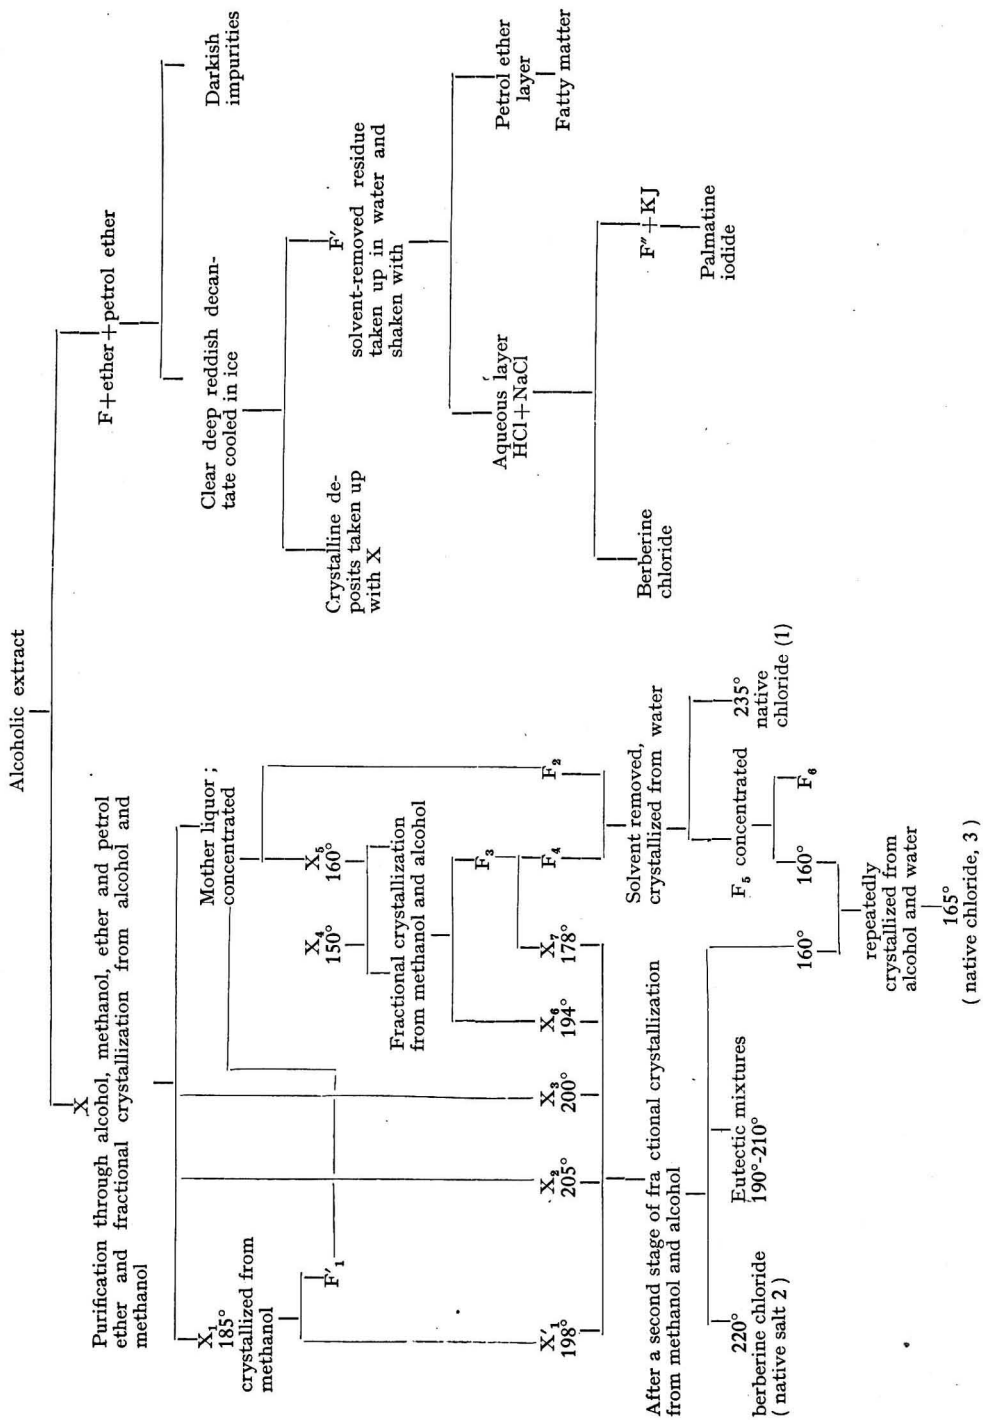 Alcoholic extract
X
Purification through alcohol, methanol, ether and petrol
ether and fractional crystallization from alcohol and
methanol
X₁
185°
crystallized from
methanol
F'₁
Mother liquor ;
concentrated
X₄
150°
X₅
160°
Fractional crystallization
from methanol and alcohol
F₃
X'₁
198°
X₂
205°
X₃
200°
X₆
194°
X₇
178°
F₄
F₂
After a second stage of fra ctional crystallization
from methanol and alcohol
Solvent removed,
crystallized from water
220°
berberine chloride
( native salt 2 )
Eutectic mixtures
190°-210°
F₅ concentrated
235°
native
chloride (1)
160°
160°
F₆
repeatedly
crystallized from
alcohol and water
165°
( native chloride, 3 )
F+ether+petrol ether
Clear deep reddish decan-
tate cooled in ice
Darkish
impurities
Crystalline de-
posits taken up
with X
F'
solvent-removed residue
taken up in water and
shaken with
Aqueous layer
HCl+NaCl
Petrol ether
layer
Fatty matter
Berberine
chloride
F″+KJ
Palmatine
iodide